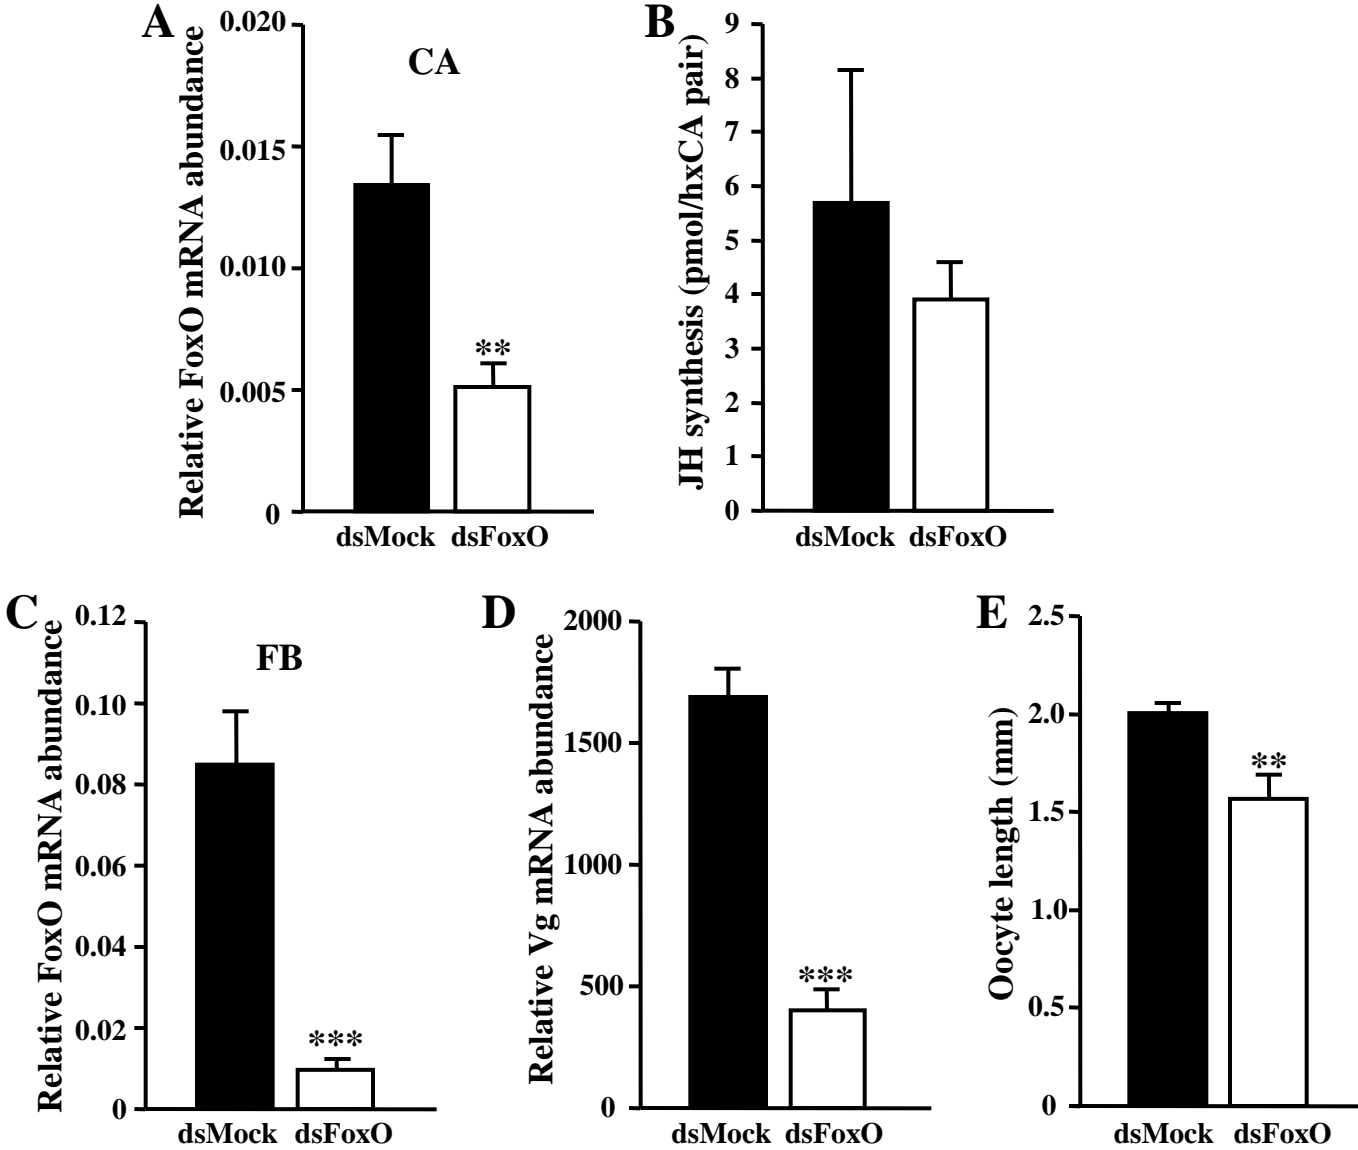 A
Relative FoxO mRNA abundance
0.020
0.015
0.010
0.005
0
CA
**
dsMock dsFoxO
B
JH synthesis (pmol/hxCA pair)
9
8
7
6
5
4
3
2
1
0
dsMock dsFoxO
C
Relative FoxO mRNA abundance
0.12
0.10
0.08
0.06
0.04
0.02
0
FB
***
dsMock dsFoxO
D
Relative Vg mRNA abundance
2000
1500
1000
500
0
***
dsMock dsFoxO
E
Oocyte length (mm)
2.5
2.0
1.5
1.0
0.5
0
**
dsMock dsFoxO